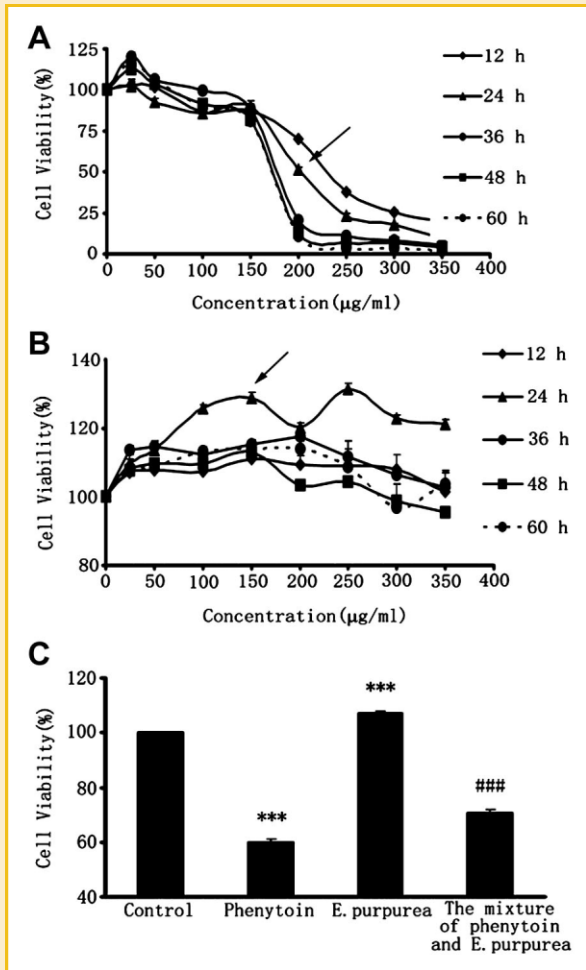 A
125
100
75
50
25
0
Cell Viability(%)
0 50 100 150 200 250 300 350 400
Concentration(μg/ml)
12 h
24 h
36 h
48 h
60 h
B
140
120
100
80
Cell Viability(%)
0 50 100 150 200 250 300 350 400
Concentration(μg/ml)
12 h
24 h
36 h
48 h
60 h
C
120
100
80
60
40
Cell Viability(%)
***
***
###
Control Phenytoin E.purpurea The mixture
of phenytoin
and E.purpurea